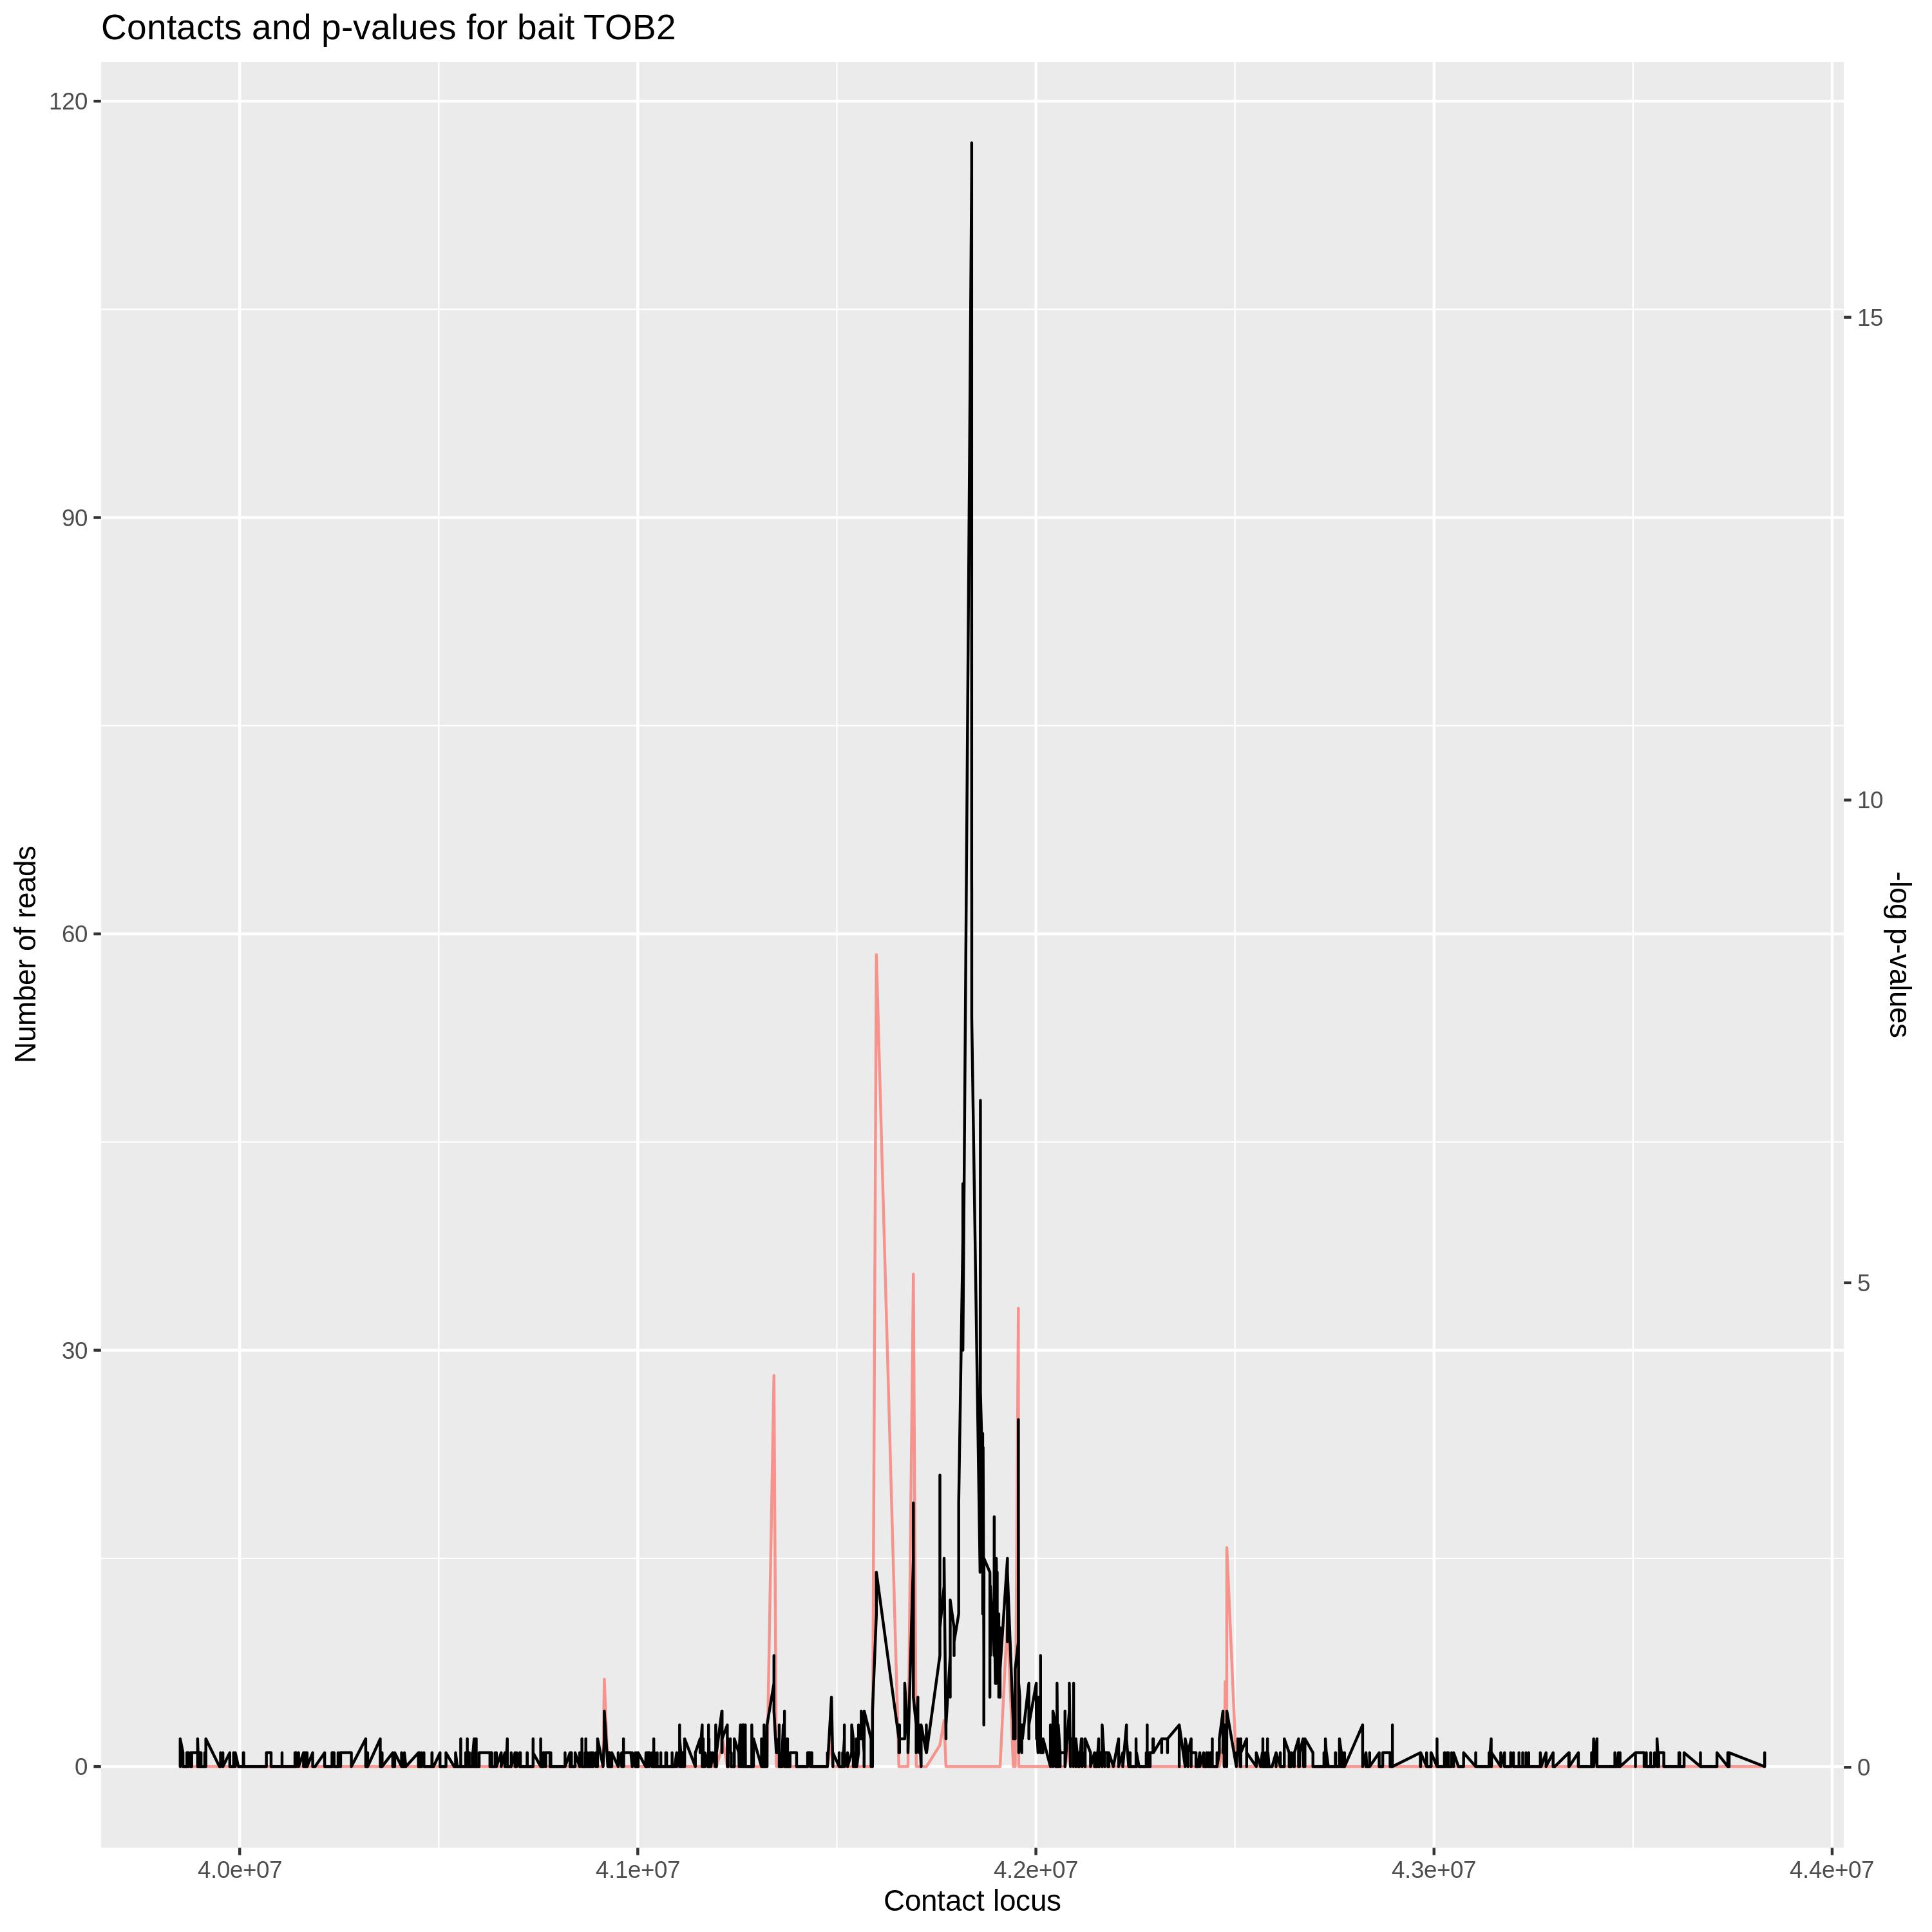 Contacts and p-values for bait TOB2
120
90
60
30
0
Number of reads
15
10
5
0
-log p-values
4.0e+07 4.1e+07 4.2e+07 4.3e+07 4.4e+07
Contact locus